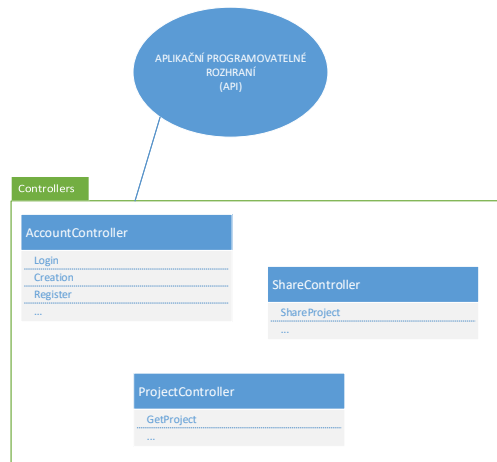 APLIKAČNÍ PROGRAMOVATELNÉ
ROZHRANÍ
(API)
Controllers
AccountController
Login
Creation
Register
...
ShareController
ShareProject
...
ProjectController
GetProject
...